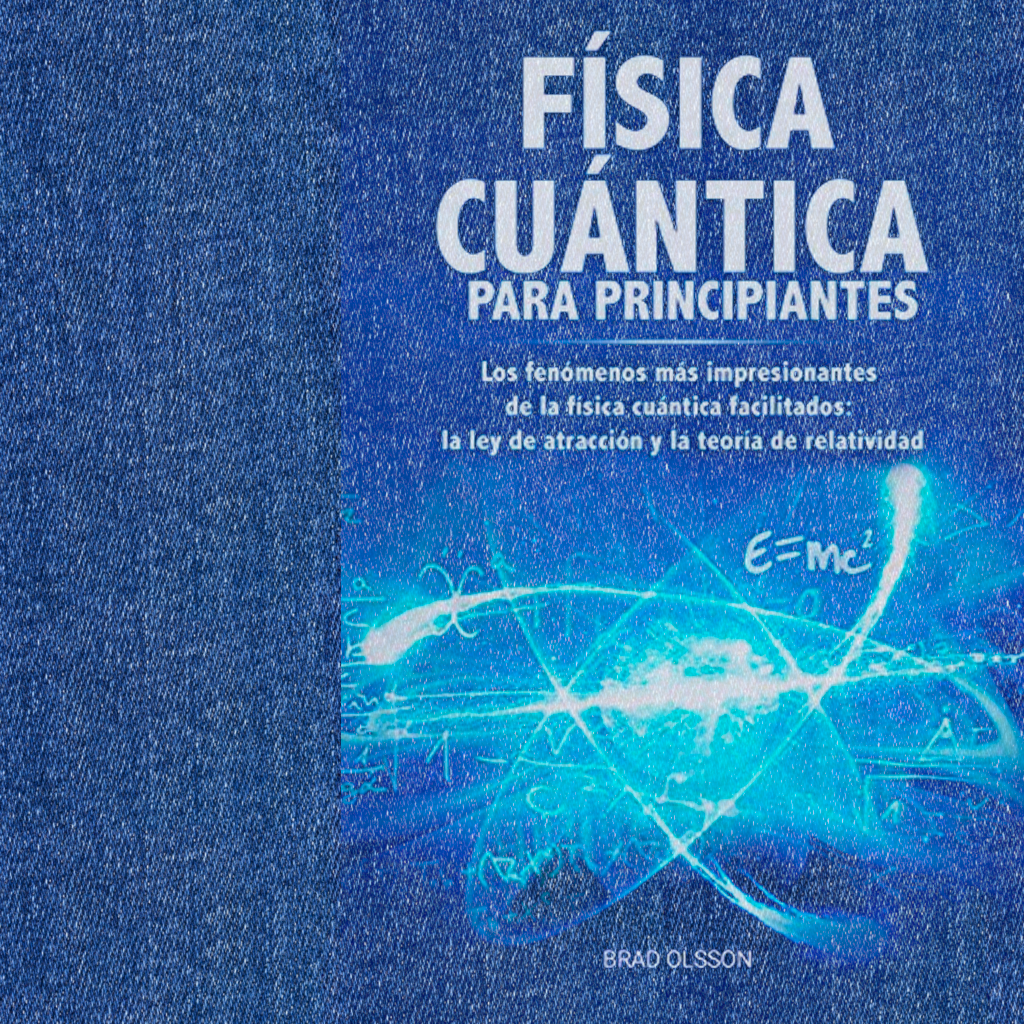 FÍSICA
CUÁNTICA
PARA PRINCIPIANTES
Los fenómenos más impresionantes
de la física cuántica facilitados:
la ley de atracción y la teoría de relatividad
E=mc²
BRAD OLSSON